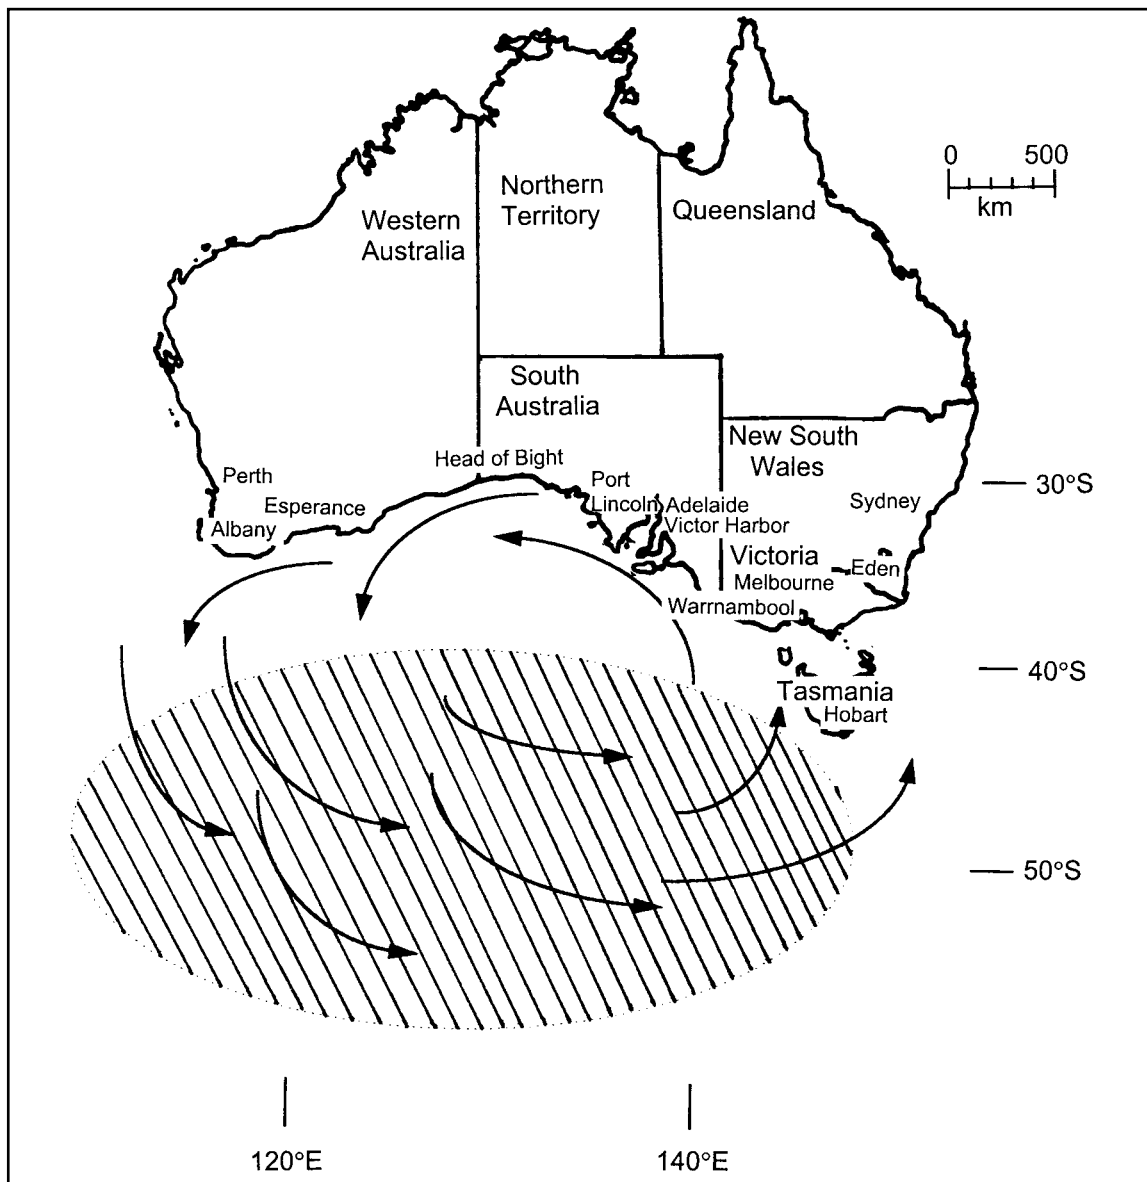 0 500
km
Northern
Territory
Queensland
Western
Australia
South
Australia
New South
Wales
Head of Bight
Perth
Port
Lincoln
Adelaide
30°S
Esperance
Sydney
Albany
Victor Harbor
Victoria
Eden
Melbourne
Warrnambool
40°S
Tasmania
Hobart
50°S
120°E
140°E